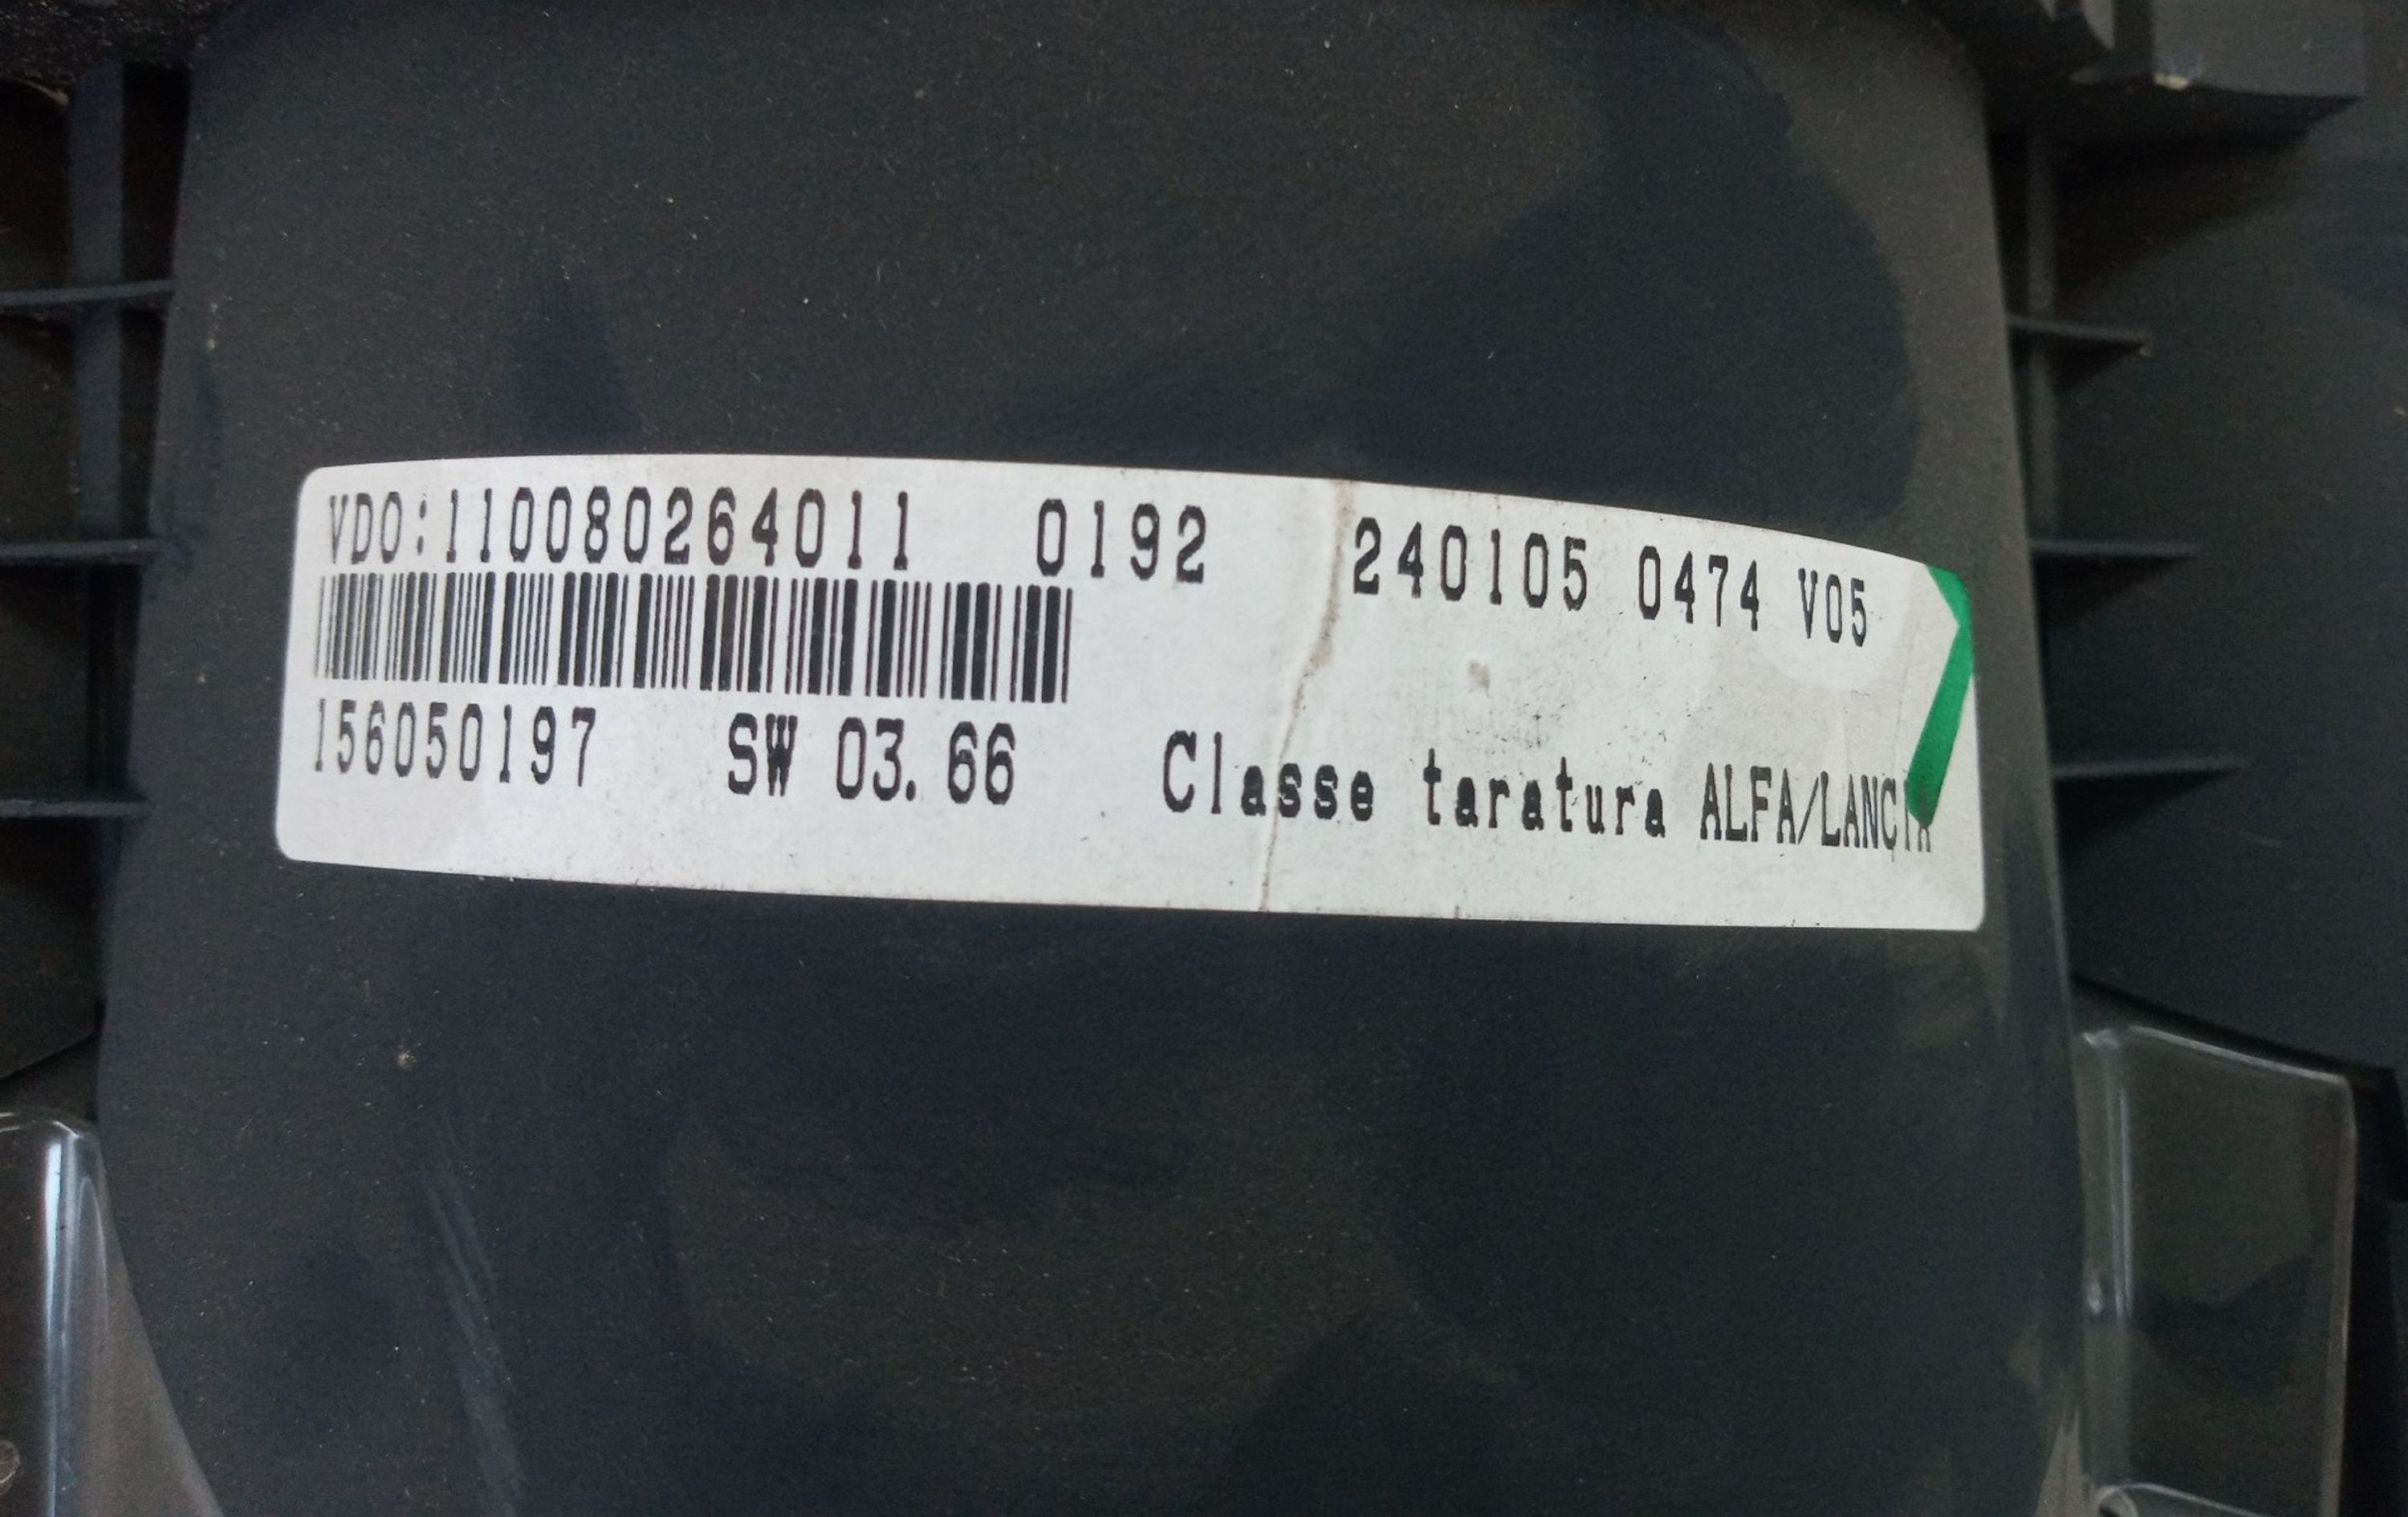 VDO:110080264011 0192 240105 0474 V05
156050197 SW 03.66 Classe taratura ALFA/LANCIA